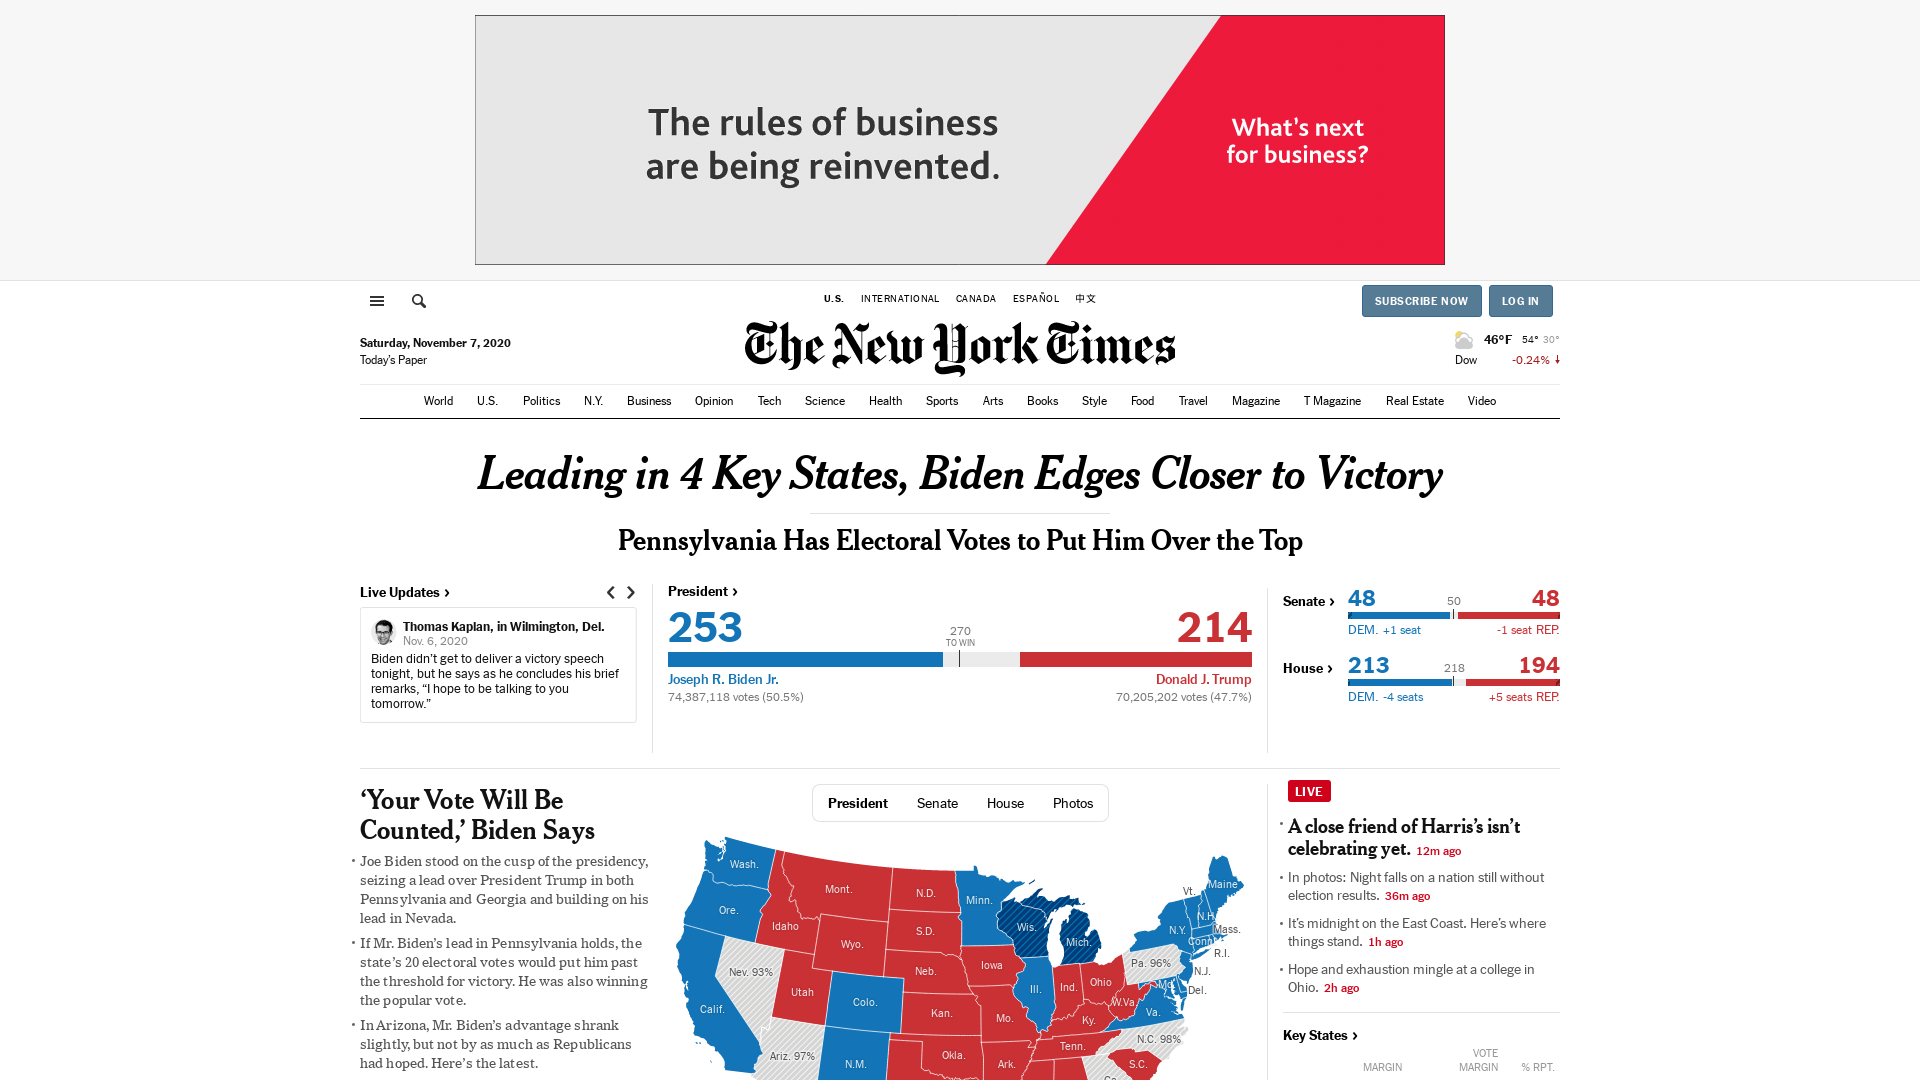 The rules of business
are being reinvented.
What's next
for business?
U.S. INTERNATIONAL CANADA ESPAÑOL 中文
SUBSCRIBE NOW LOG IN
The New York Times
Saturday, November 7, 2020
Today's Paper
46°F 54° 30°
Dow -0.24% ↓
World U.S. Politics N.Y. Business Opinion Tech Science Health Sports Arts Books Style Food Travel Magazine T Magazine Real Estate Video
Leading in 4 Key States, Biden Edges Closer to Victory
Pennsylvania Has Electoral Votes to Put Him Over the Top
Live Updates ›
Thomas Kaplan, in Wilmington, Del.
Nov. 6, 2020
Biden didn't get to deliver a victory speech
tonight, but he says as he concludes his brief
remarks, “I hope to be talking to you
tomorrow.”
President ›
253 214
270
TO WIN
Joseph R. Biden Jr. Donald J. Trump
74,387,118 votes (50.5%) 70,205,202 votes (47.7%)
Senate › 48 50 48
DEM. +1 seat -1 seat REP.
House › 213 218 194
DEM. -4 seats +5 seats REP.
‘Your Vote Will Be
Counted,’ Biden Says
• Joe Biden stood on the cusp of the presidency,
seizing a lead over President Trump in both
Pennsylvania and Georgia and building on his
lead in Nevada.
• If Mr. Biden's lead in Pennsylvania holds, the
state's 20 electoral votes would put him past
the threshold for victory. He was also winning
the popular vote.
• In Arizona, Mr. Biden's advantage shrank
slightly, but not by as much as Republicans
had hoped. Here's the latest.
President Senate House Photos
Wash.
Mont.
N.D.
Minn.
Vt.
Maine
Ore.
Idaho
S.D.
Wis.
N.H.
N.Y.
Mass.
Wyo.
Mich.
Conn.
R.I.
Nev. 93%
Neb.
Iowa
Pa. 96%
N.J.
Utah
Colo.
Ill.
Ind.
Ohio
Md.
Del.
Calif.
Kan.
Mo.
W.Va.
Ky.
Va.
Ariz. 97%
N.M.
Okla.
Ark.
Tenn.
N.C. 98%
S.C.
Ga.
LIVE
• A close friend of Harris's isn't
celebrating yet. 12m ago
• In photos: Night falls on a nation still without
election results. 36m ago
• It's midnight on the East Coast. Here's where
things stand. 1h ago
• Hope and exhaustion mingle at a college in
Ohio. 2h ago
Key States ›
MARGIN VOTE MARGIN % RPT.